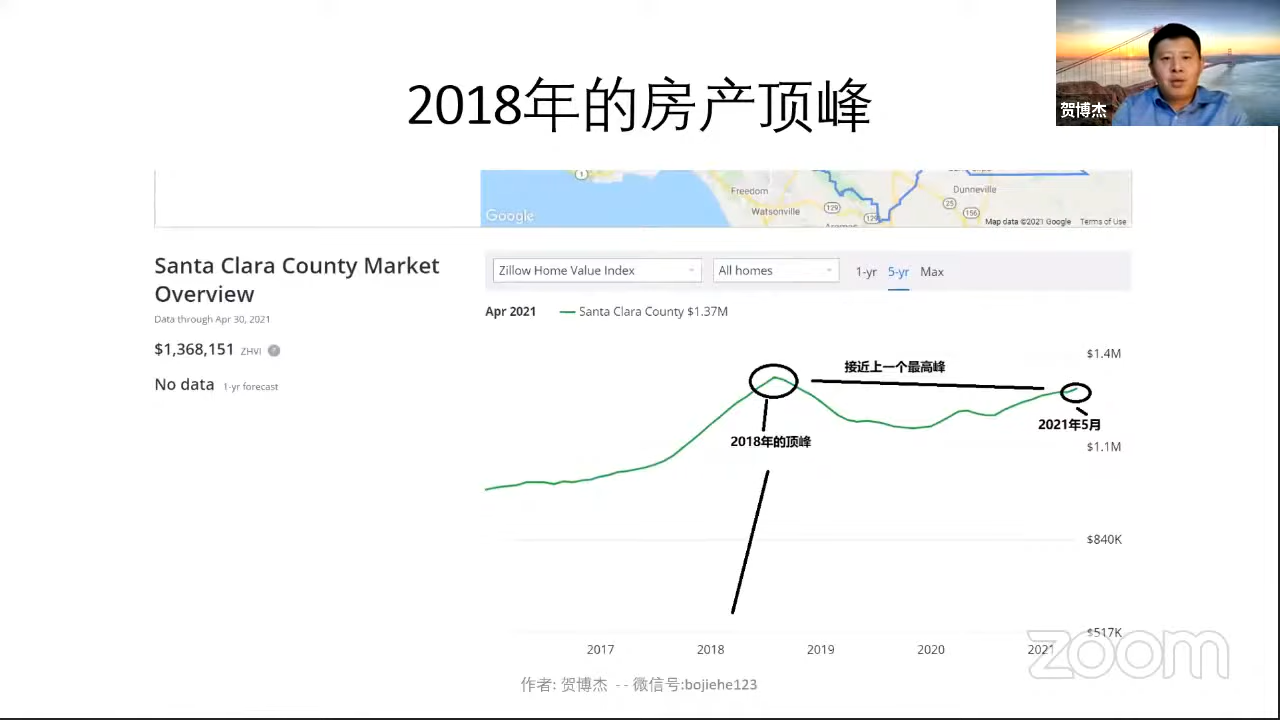 2018年的房产顶峰
贺博杰
Freedom
Watsonville
129
129
25
156
Dunneville
1
Google
Map data ©2021 Google Terms of Use
Santa Clara County Market
Overview
Data through Apr 30, 2021
$1,368,151 ZHVI
No data 1-yr forecast
Zillow Home Value Index
All homes
1-yr 5-yr Max
Apr 2021 Santa Clara County $1.37M
$1.4M
接近上一个最高峰
2021年5月
2018年的顶峰
$1.1M
$840K
$517K
2017 2018 2019 2020 2021
zoom
作者: 贺博杰 -- 微信号:bojiehe123